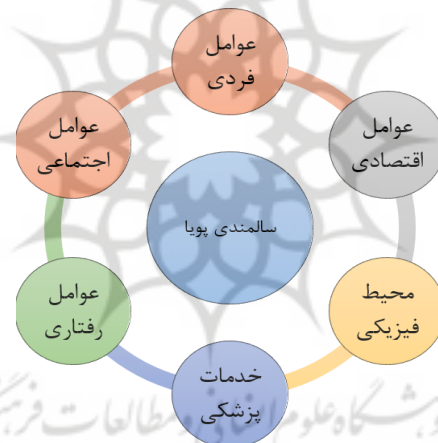 عوامل
فردی
عوامل
اقتصادی
محیط
فیزیکی
خدمات
پزشکی
عوامل
رفتاری
عوامل
اجتماعی
سالمندی پویا